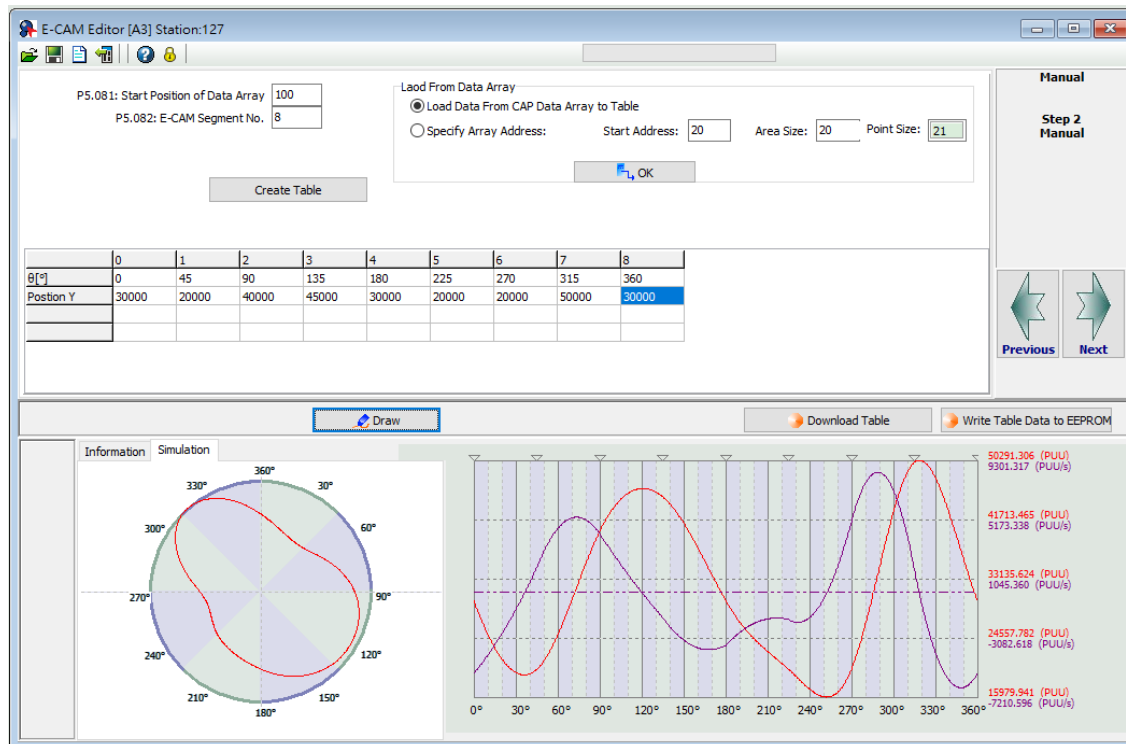 E-CAM Editor [A3] Station:127
P5.081: Start Position of Data Array 100
P5.082: E-CAM Segment No. 8
Create Table
Laod From Data Array
Load Data From CAP Data Array to Table
Specify Array Address: Start Address: 20 Area Size: 20 Point Size: 21
OK
Manual
Step 2
Manual
Previous Next
0 1 2 3 4 5 6 7 8
θ[°] 0 45 90 135 180 225 270 315 360
Postion Y 30000 20000 40000 45000 30000 20000 20000 50000 30000
Draw
Download Table
Write Table Data to EEPROM
Information Simulation
360°
30°
60°
90°
120°
150°
180°
210°
240°
270°
300°
330°
50291.306 (PUU)
9301.317 (PUU/s)
41713.465 (PUU)
5173.338 (PUU/s)
33135.624 (PUU)
1045.360 (PUU/s)
24557.782 (PUU)
-3082.618 (PUU/s)
15979.941 (PUU)
-7210.596 (PUU/s)
0° 30° 60° 90° 120° 150° 180° 210° 240° 270° 300° 330° 360°